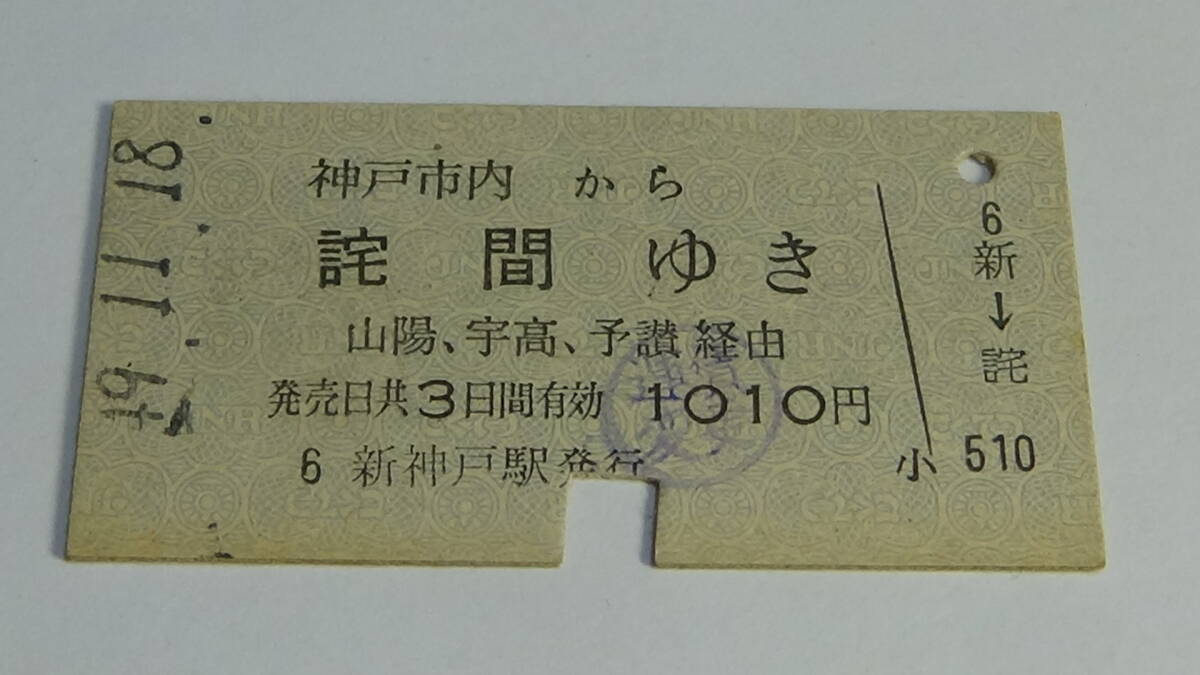 49.11.18.
神戸市内 から
詫間ゆき
山陽、宇高、予讃 経由
発売日共3日間有効 1010円
6 新神戸駅発行
6
新
↓
詫
小 510